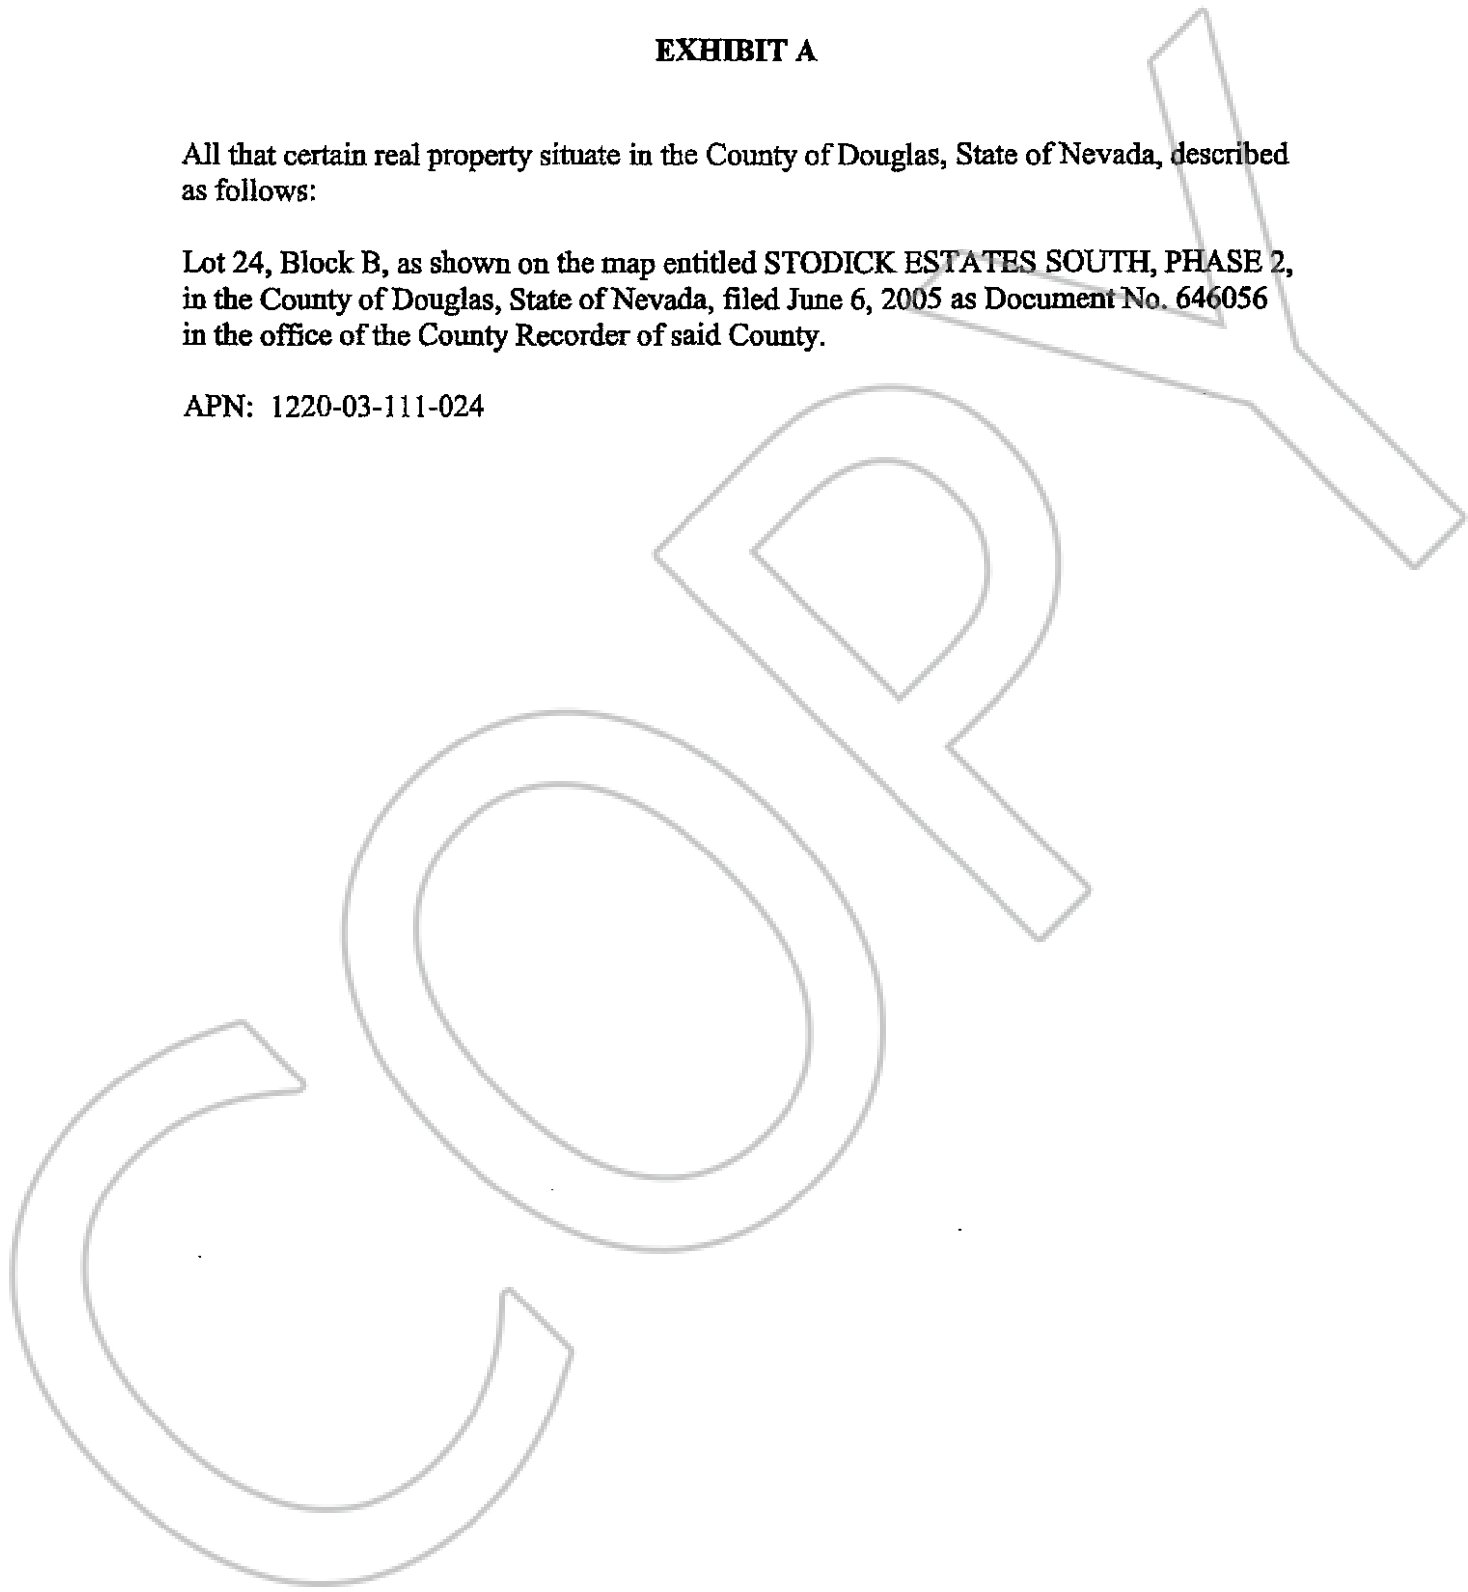 EXHIBIT A
All that certain real property situate in the County of Douglas, State of Nevada, described
as follows:
Lot 24, Block B, as shown on the map entitled STODICK ESTATES SOUTH, PHASE 2,
in the County of Douglas, State of Nevada, filed June 6, 2005 as Document No. 646056
in the office of the County Recorder of said County.
APN: 1220-03-111-024
COPY